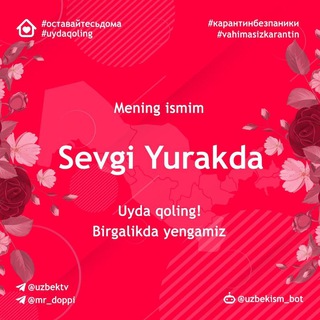 #оставайтесьдома
#uydaqoling
#карантинбезпаники
#vahimasizkarantin
Mening ismim
Sevgi Yurakda
Uyda qoling!
Birgalikda yengamiz
@uzbektv
@mr_doppi
@uzbekism_bot